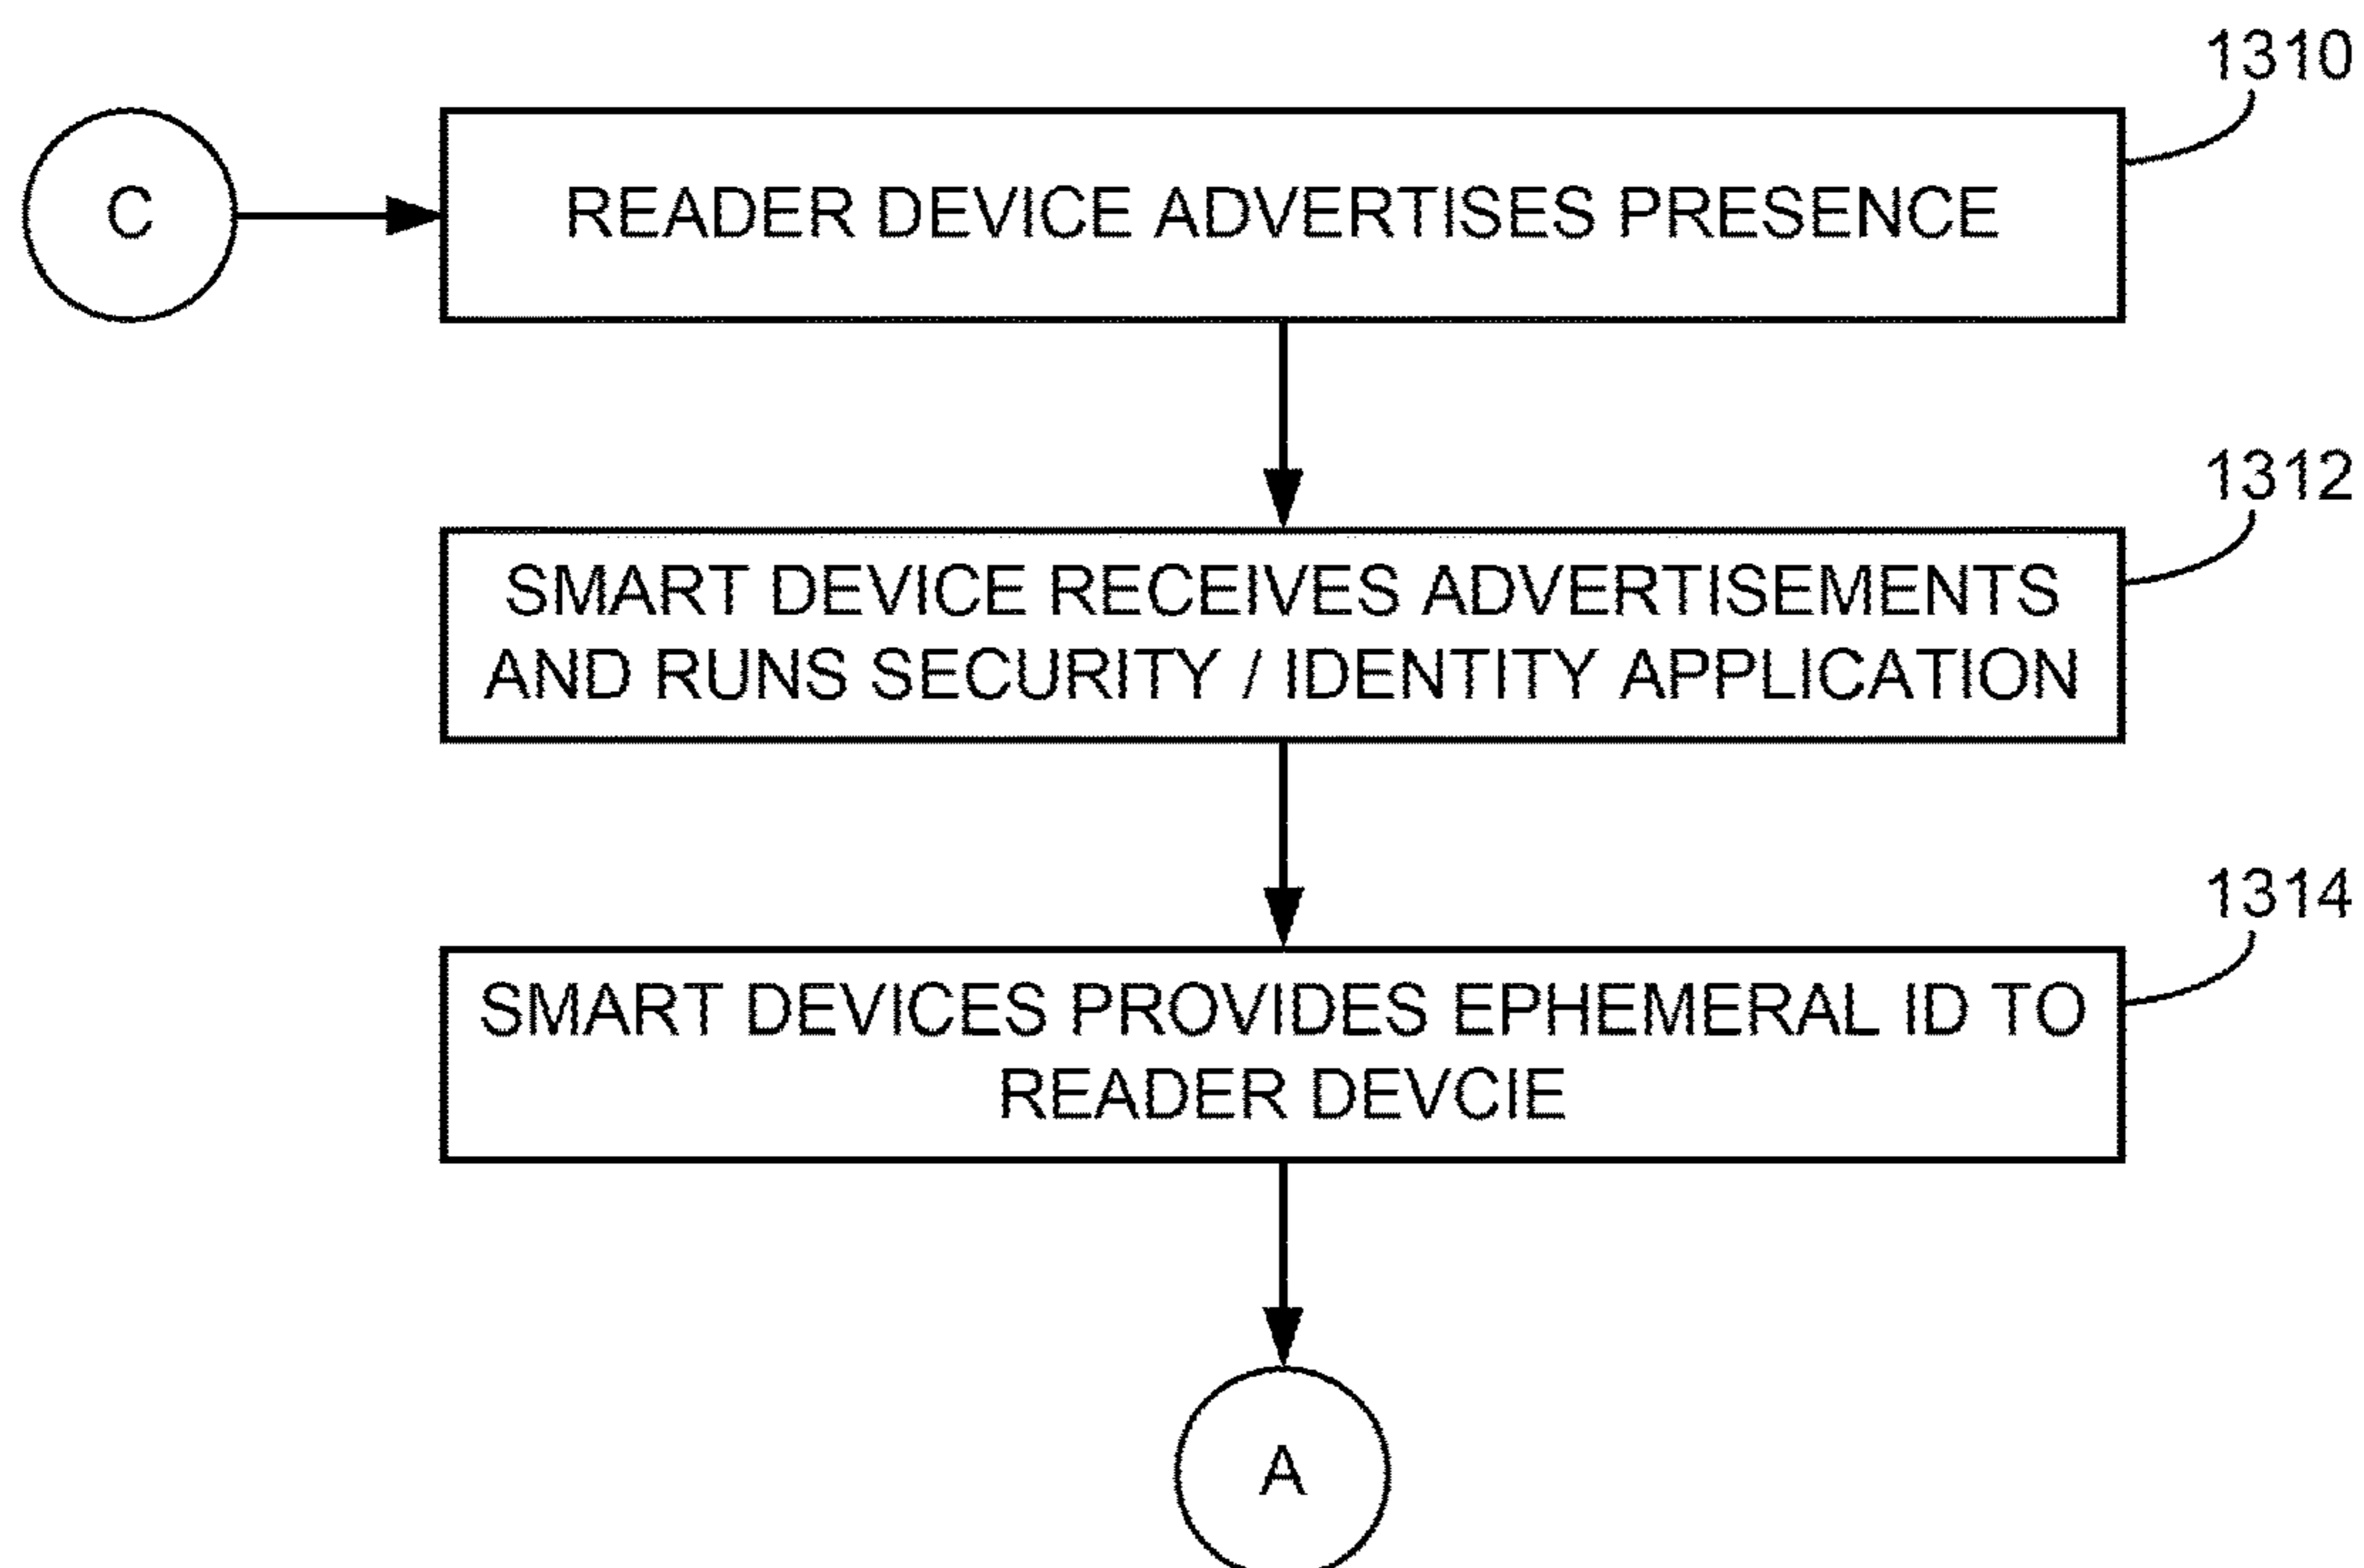 1310
C
READER DEVICE ADVERTISES PRESENCE
1312
SMART DEVICE RECEIVES ADVERTISEMENTS
AND RUNS SECURITY / IDENTITY APPLICATION
1314
SMART DEVICES PROVIDES EPHEMERAL ID TO
READER DEVCIE
A